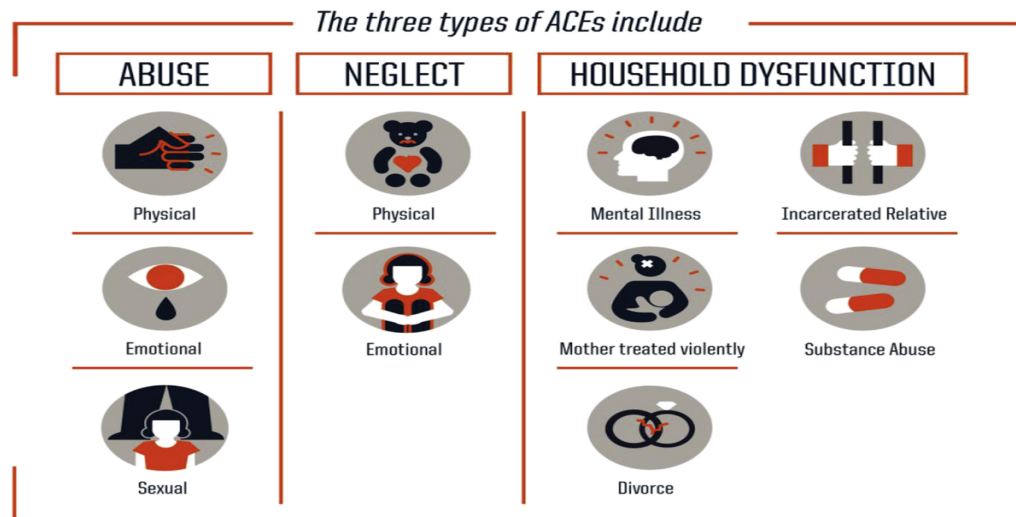 The three types of ACEs include
ABUSE
Physical
Emotional
Sexual
NEGLECT
Physical
Emotional
HOUSEHOLD DYSFUNCTION
Mental Illness
Incarcerated Relative
Mother treated violently
Substance Abuse
Divorce